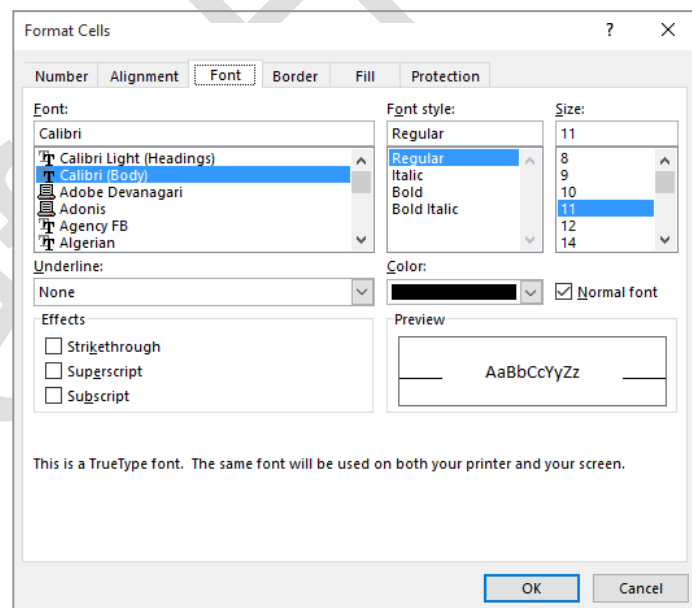 Format Cells ? ×
Number Alignment Font Border Fill Protection
Font: Font style: Size:
Calibri Regular 11
Calibri Light (Headings) Regular 8
Calibri (Body) Italic 9
Adobe Devanagari Bold 10
Adonis Bold Italic 11
Agency FB 12
Algerian 14
Underline: Color:
None Normal font
Effects Preview
Strikethrough
Superscript AaBbCcYyZz
Subscript
This is a TrueType font. The same font will be used on both your printer and your screen.
OK Cancel